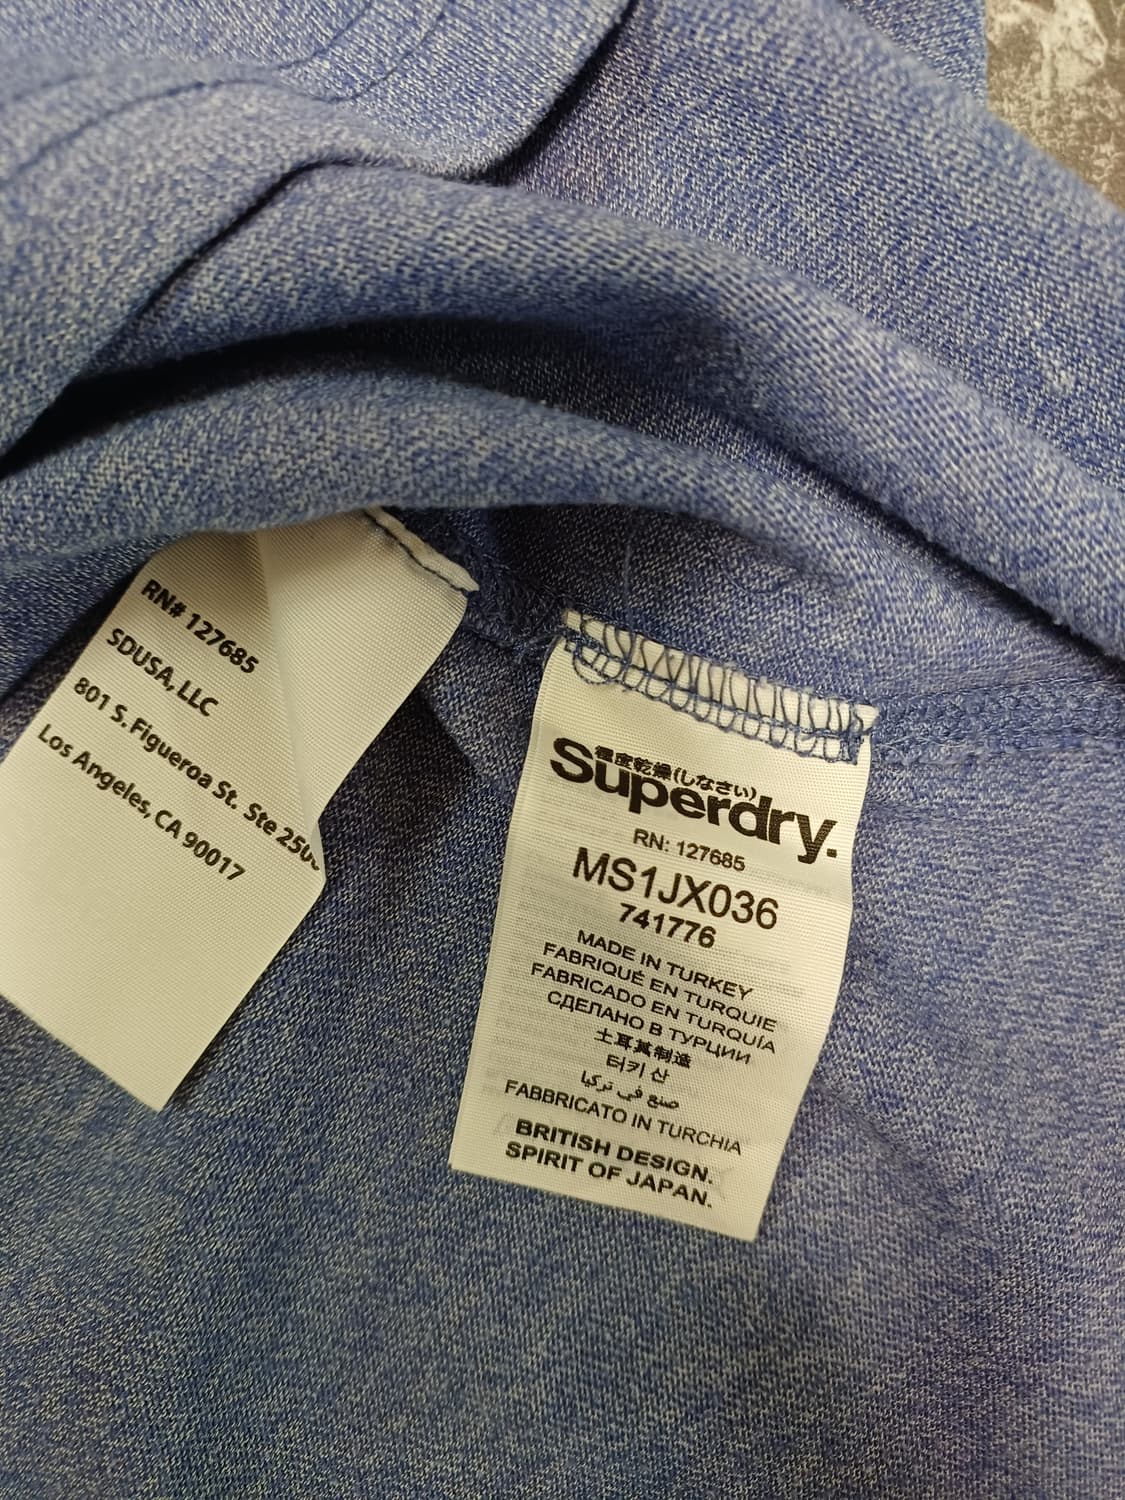 RN# 127685
SDUSA, LLC
801 S. Figueroa St. Ste 250
Los Angeles, CA 90017
極度乾燥(しなさい)
Superdry.
RN: 127685
MS1JX036
741776
MADE IN TURKEY
FABRIQUÉ EN TURQUIE
FABRICADO EN TURQUÍA
СДЕЛАНО В ТУРЦИИ
土耳其制造
터키 산
صنع في تركيا
FABBRICATO IN TURCHIA
BRITISH DESIGN.
SPIRIT OF JAPAN.